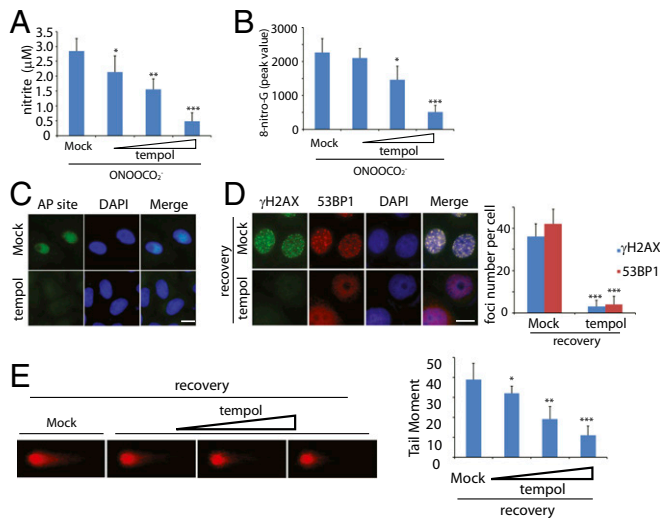 A
nitrite (μM)
3.5
3.0
2.5
2.0
1.5
1.0
0.5
0
*
**
***
Mock
tempol
ONOOCO₂⁻
B
8-nitro-G (peak value)
3000
2000
1000
0
*
***
Mock
tempol
ONOOCO₂⁻
C
AP site DAPI Merge
Mock
tempol
D
γH2AX 53BP1 DAPI Merge
recovery
Mock
tempol
foci number per cell
40
20
0
*** ***
γH2AX
53BP1
Mock tempol
recovery
E
recovery
tempol
Mock
Tail Moment
50
40
30
20
10
0
*
**
***
Mock
tempol
recovery